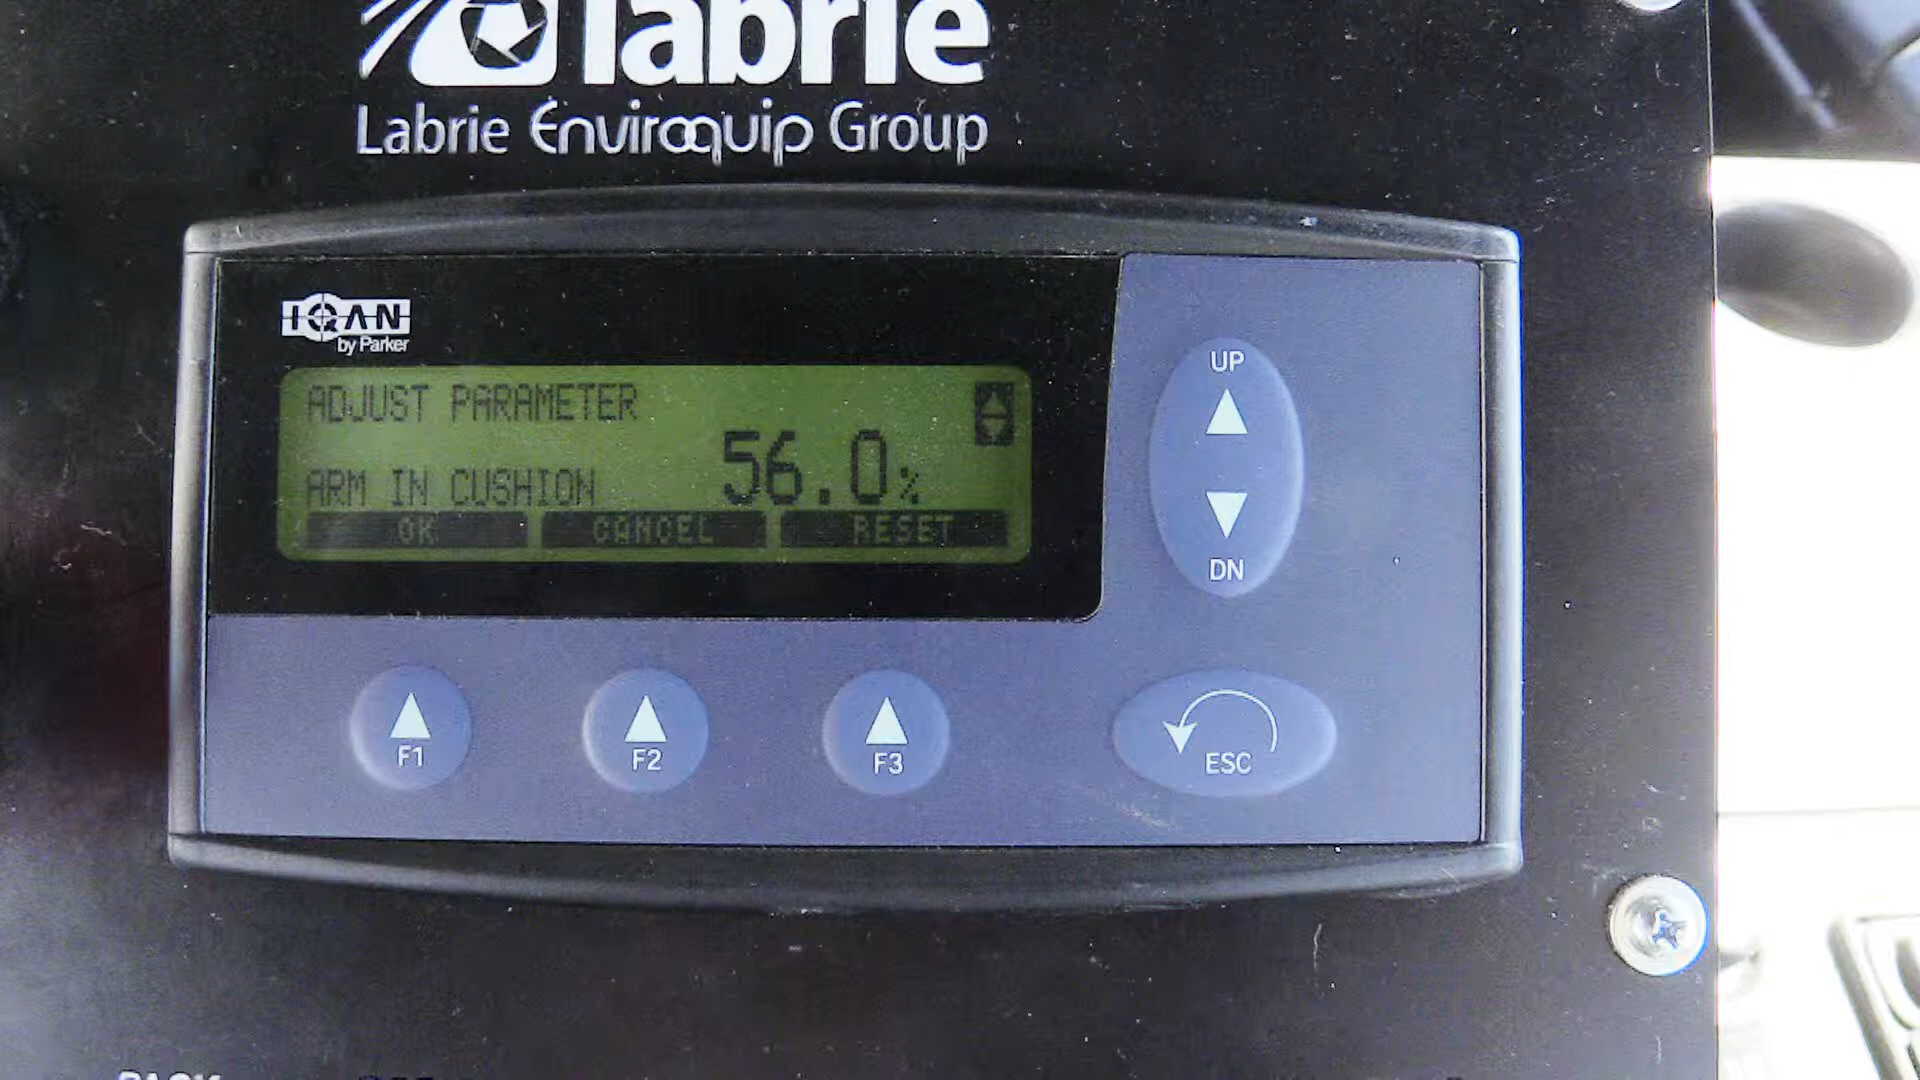 labrie
Labrie Enviroquip Group
IQAN
by Parker
ADJUST PARAMETER
ARM IN CUSHION 56.0%
OK CANCEL RESET
UP
DN
F1 F2 F3 ESC